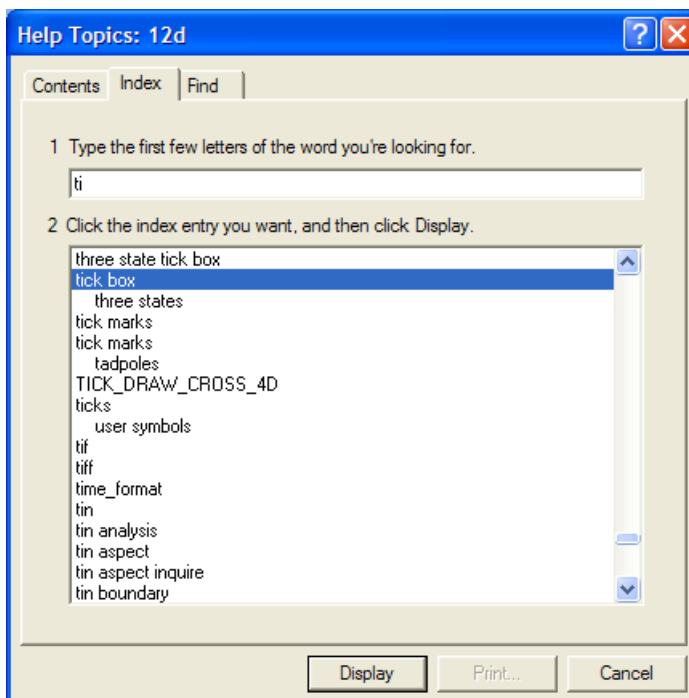 Help Topics: 12d
Contents Index Find
1 Type the first few letters of the word you're looking for.
ti
2 Click the index entry you want, and then click Display.
three state tick box
tick box
three states
tick marks
tick marks
tadpoles
TICK_DRAW_CROSS_4D
ticks
user symbols
tif
tiff
time_format
tin
tin analysis
tin aspect
tin aspect inquire
tin boundary
Display Print... Cancel